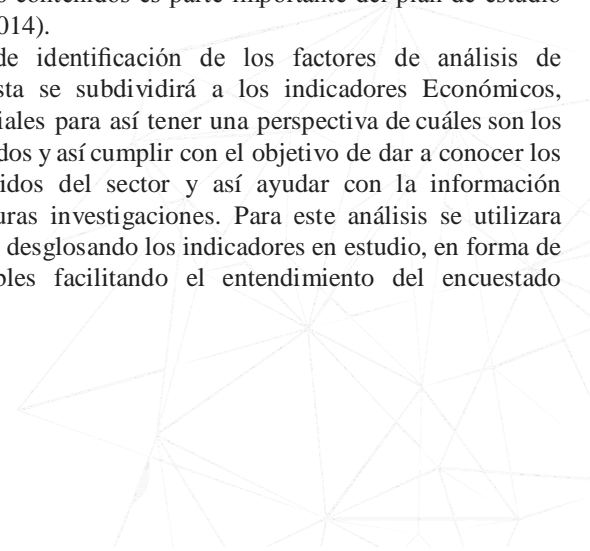 o contenidos es parte importante del plan de estudio
014).
de identificación de los factores de análisis de
sta se subdividirá a los indicadores Económicos,
iales para así tener una perspectiva de cuáles son los
dos y así cumplir con el objetivo de dar a conocer los
idos del sector y así ayudar con la información
uras investigaciones. Para este análisis se utilizara
desglosando los indicadores en estudio, en forma de
bles facilitando el entendimiento del encuestado